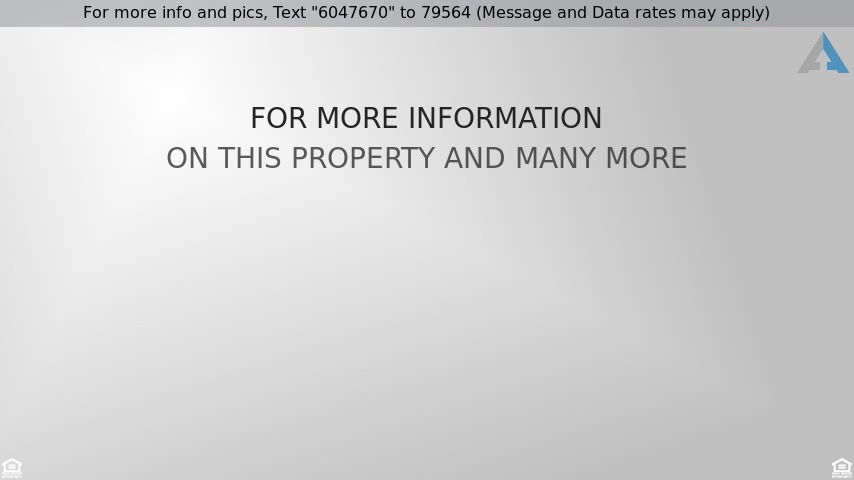 For more info and pics, Text "6047670" to 79564 (Message and Data rates may apply)
FOR MORE INFORMATION
ON THIS PROPERTY AND MANY MORE